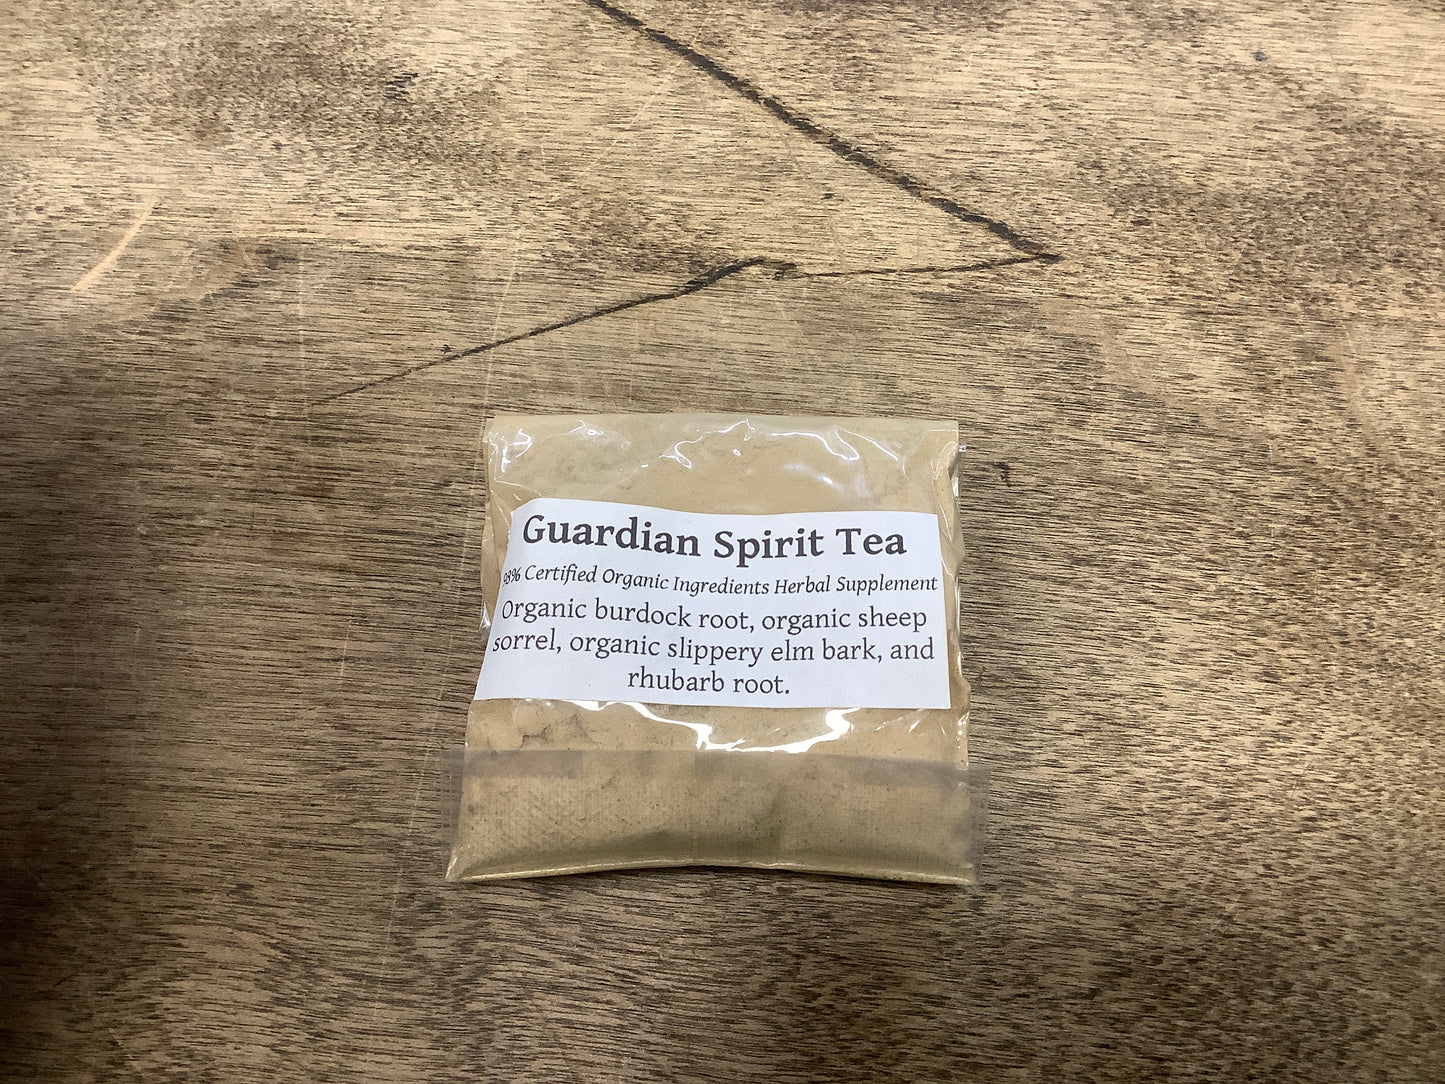 Guardian Spirit Tea
98% Certified Organic Ingredients Herbal Supplement
Organic burdock root, organic sheep
sorrel, organic slippery elm bark, and
rhubarb root.